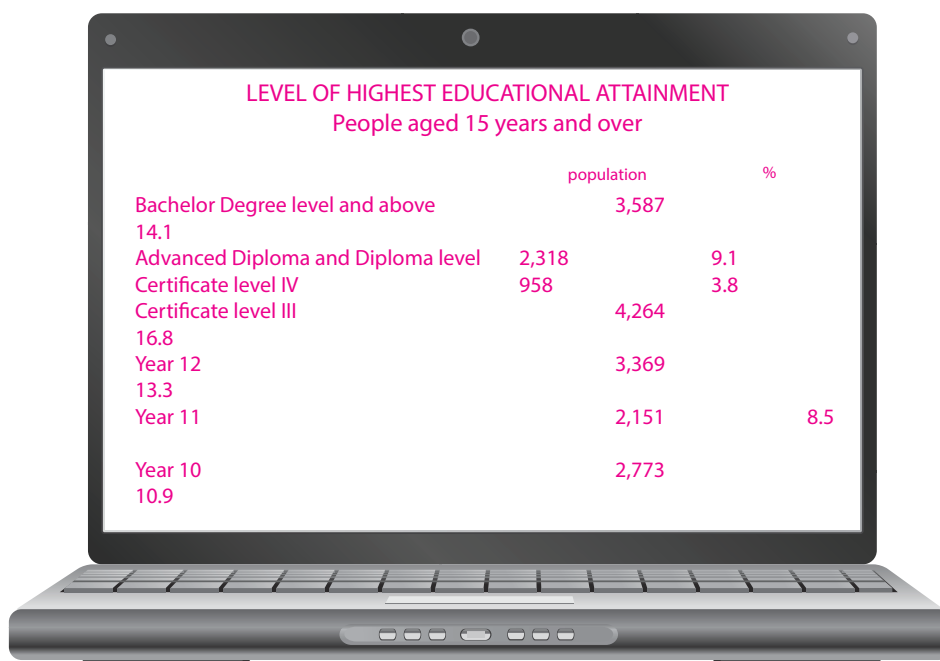 LEVEL OF HIGHEST EDUCATIONAL ATTAINMENT
People aged 15 years and over
population %
Bachelor Degree level and above 3,587
14.1
Advanced Diploma and Diploma level 2,318 9.1
Certificate level IV 958 3.8
Certificate level III 4,264
16.8
Year 12 3,369
13.3
Year 11 2,151 8.5
Year 10 2,773
10.9